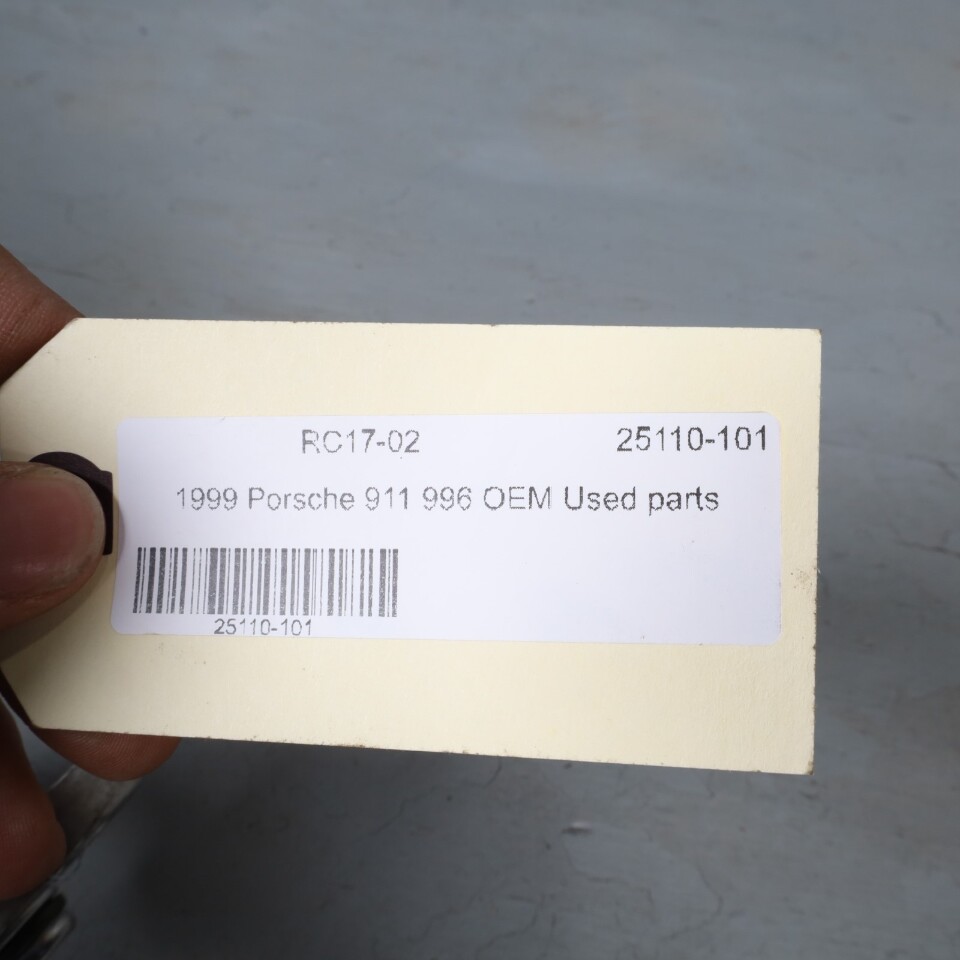 RC17-02 25110-101
1999 Porsche 911 996 OEM Used parts
25110-101